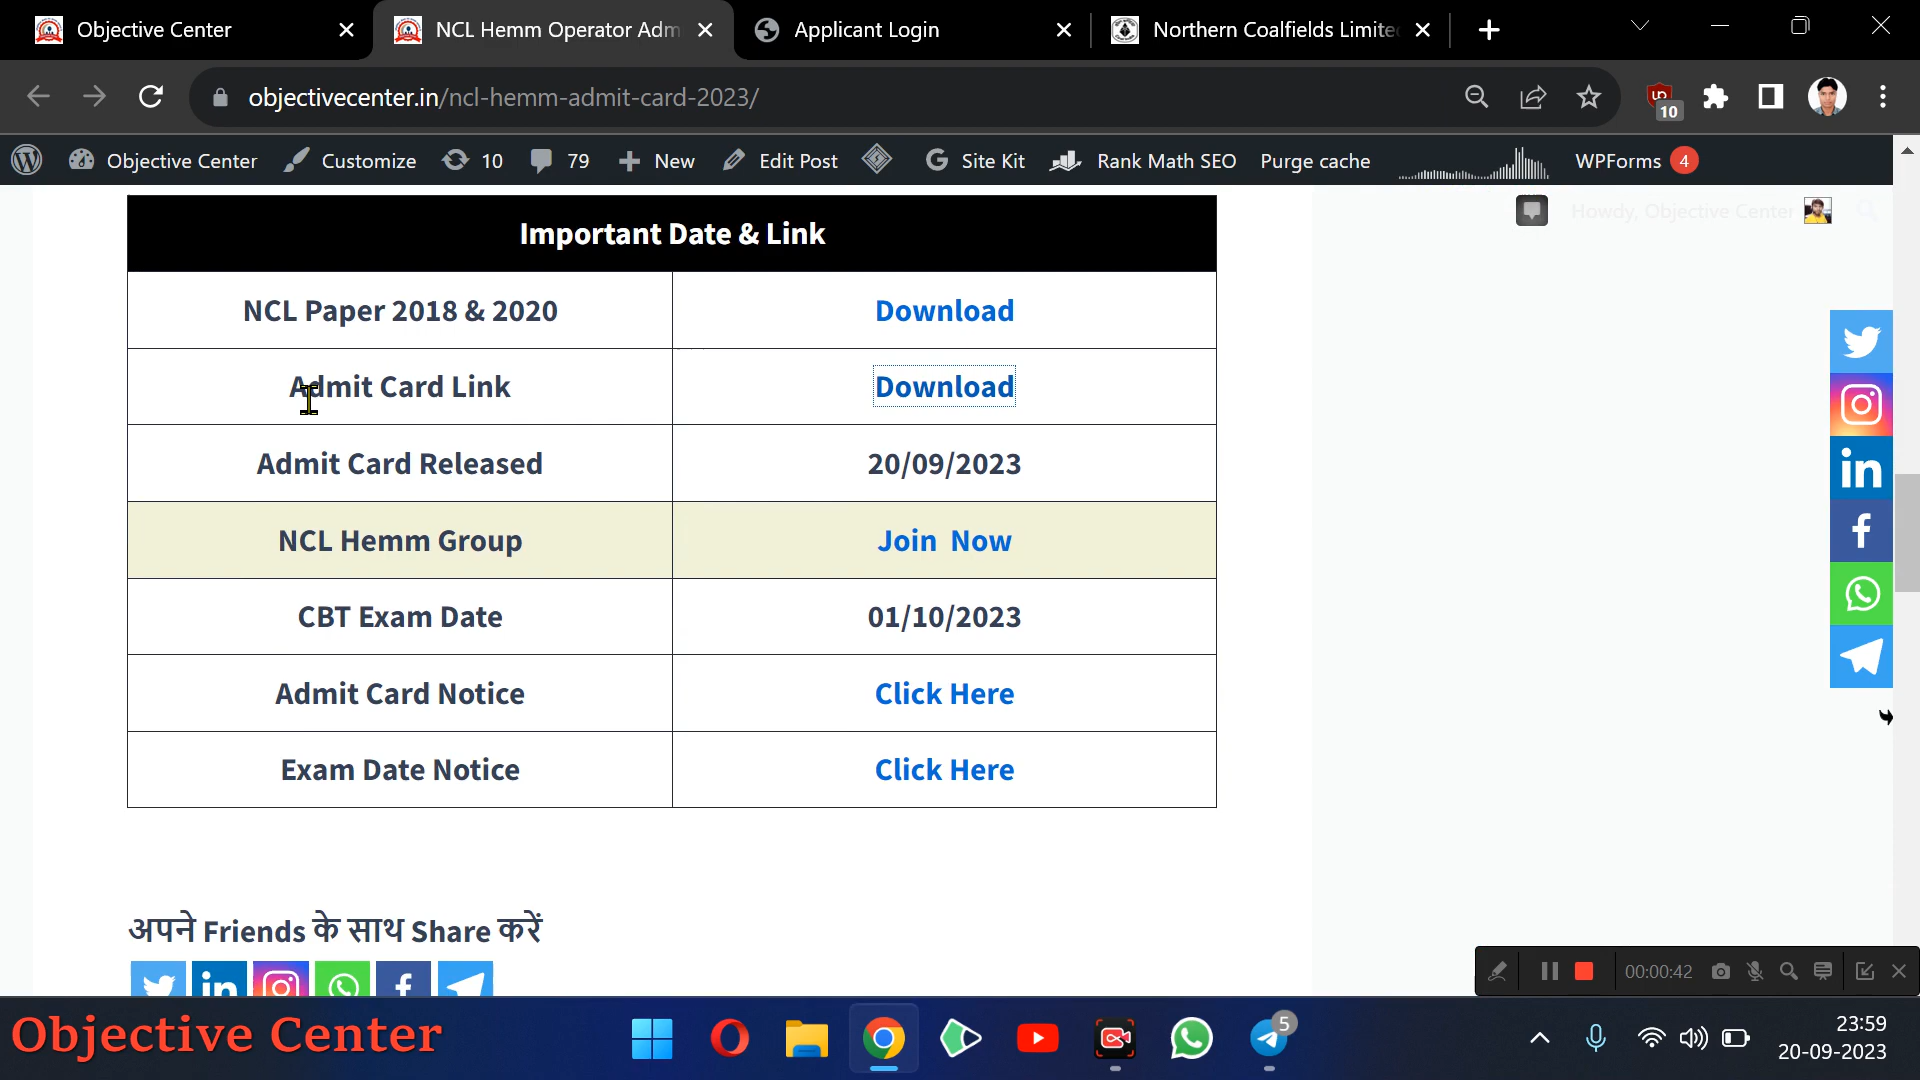 Objective Center
NCL Hemm Operator Adm
Applicant Login
Northern Coalfields Limite
objectivecenter.in/ncl-hemm-admit-card-2023/
10
Objective Center
Customize
10
79
New
Edit Post
Site Kit
Rank Math SEO
Purge cache
WPForms 4
Howdy, Objective Center
Important Date & Link
NCL Paper 2018 & 2020 Download
Admit Card Link Download
Admit Card Released 20/09/2023
NCL Hemm Group Join Now
CBT Exam Date 01/10/2023
Admit Card Notice Click Here
Exam Date Notice Click Here
अपने Friends के साथ Share करें
00:00:42
Objective Center
5
23:59
20-09-2023